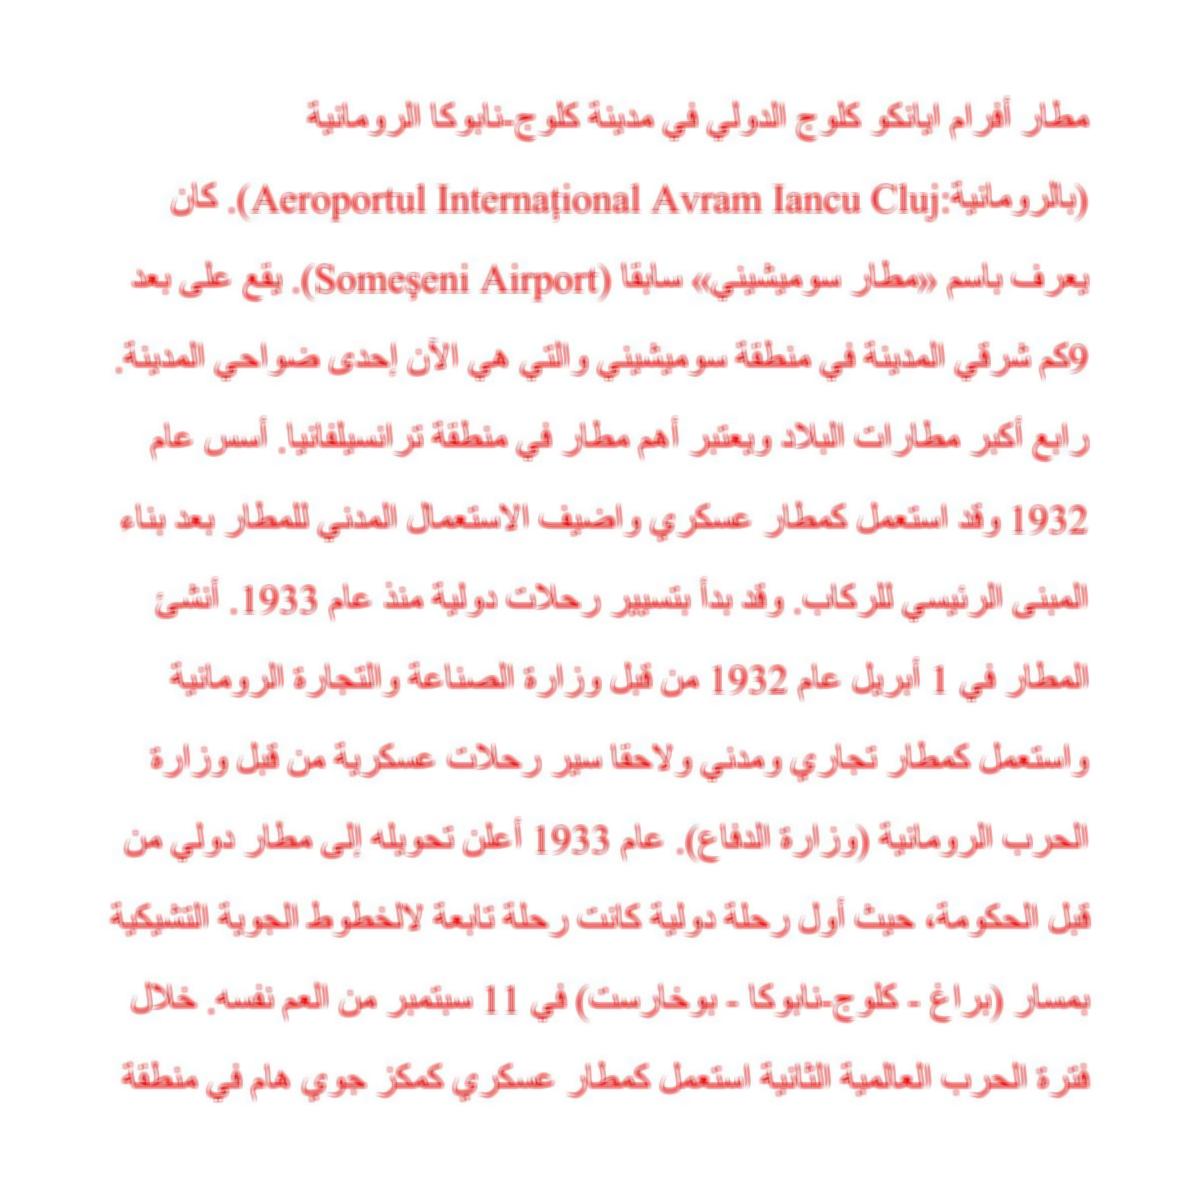 مطار أفرام ايانكو كلوج الدولي في مدينة كلوج-نابوكا الرومانية
(بالرومانية:Aeroportul Internațional Avram Iancu Cluj). كان
يعرف باسم «مطار سوميشيني» سابقا (Someşeni Airport). يقع على بعد
9كم شرقي المدينة في منطقة سوميشيني والتي هي الآن إحدى ضواحي المدينة.
رابع أكبر مطارات البلاد ويعتبر أهم مطار في منطقة ترانسيلفانيا. أسس عام
1932 وقد استعمل كمطار عسكري واضيف الاستعمال المدني للمطار بعد بناء
المبنى الرئيسي للركاب. وقد بدأ بتسيير رحلات دولية منذ عام 1933. أنشئ
المطار في 1 أبريل عام 1932 من قبل وزارة الصناعة والتجارة الرومانية
واستعمل كمطار تجاري ومدني ولاحقا سير رحلات عسكرية من قبل وزارة
الحرب الرومانية (وزارة الدفاع). عام 1933 أعلن تحويله إلى مطار دولي من
قبل الحكومة، حيث أول رحلة دولية كانت رحلة تابعة لالخطوط الجوية التشيكية
بمسار (براغ - كلوج-نابوكا - بوخارست) في 11 سبتمبر من العم نفسه. خلال
فترة الحرب العالمية الثانية استعمل كمطار عسكري كمكز جوي هام في منطقة